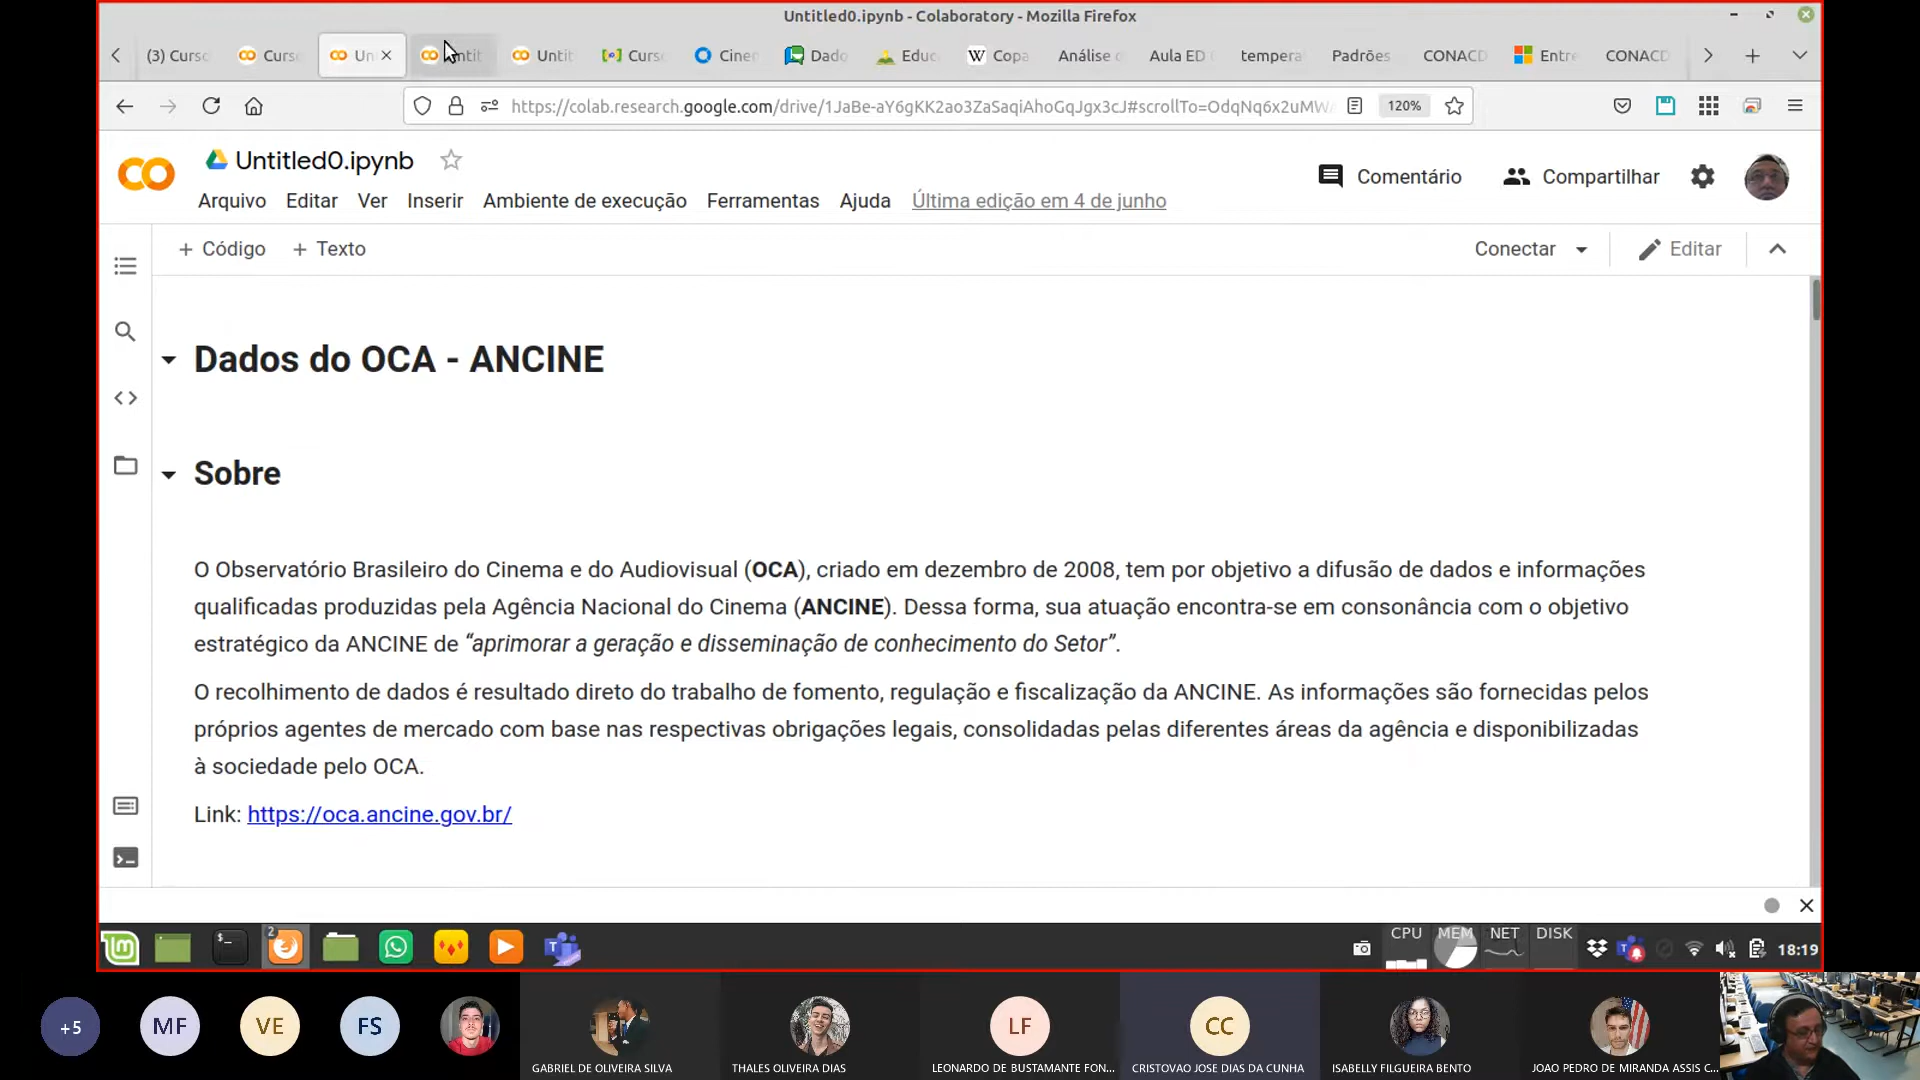 Untitled0.ipynb - Colaboratory - Mozilla Firefox
(3) Curso
Curso
Un
Untit
Untit
Curso
Cine
Dado
Educ
Copa
Análise
Aula ED
tempera
Padrões
CONACD
Entre
CONACD
https://colab.research.google.com/drive/1JaBe-aY6gKK2ao3ZaSaqiAhoGqJgx3cJ#scrollTo=OdqNq6x2uMW
120%
Untitled0.ipynb
Comentário
Compartilhar
Arquivo Editar Ver Inserir Ambiente de execução Ferramentas Ajuda Última edição em 4 de junho
+ Código + Texto
Conectar
Editar
Dados do OCA - ANCINE
Sobre
O Observatório Brasileiro do Cinema e do Audiovisual (OCA), criado em dezembro de 2008, tem por objetivo a difusão de dados e informações
qualificadas produzidas pela Agência Nacional do Cinema (ANCINE). Dessa forma, sua atuação encontra-se em consonância com o objetivo
estratégico da ANCINE de “aprimorar a geração e disseminação de conhecimento do Setor”.
O recolhimento de dados é resultado direto do trabalho de fomento, regulação e fiscalização da ANCINE. As informações são fornecidas pelos
próprios agentes de mercado com base nas respectivas obrigações legais, consolidadas pelas diferentes áreas da agência e disponibilizadas
à sociedade pelo OCA.
Link: https://oca.ancine.gov.br/
2
CPU MEM NET DISK
18:19
+5
MF
VE
FS
LF
CC
GABRIEL DE OLIVEIRA SILVA
THALES OLIVEIRA DIAS
LEONARDO DE BUSTAMANTE FON...
CRISTOVAO JOSE DIAS DA CUNHA
ISABELLY FILGUEIRA BENTO
JOAO PEDRO DE MIRANDA ASSIS C...